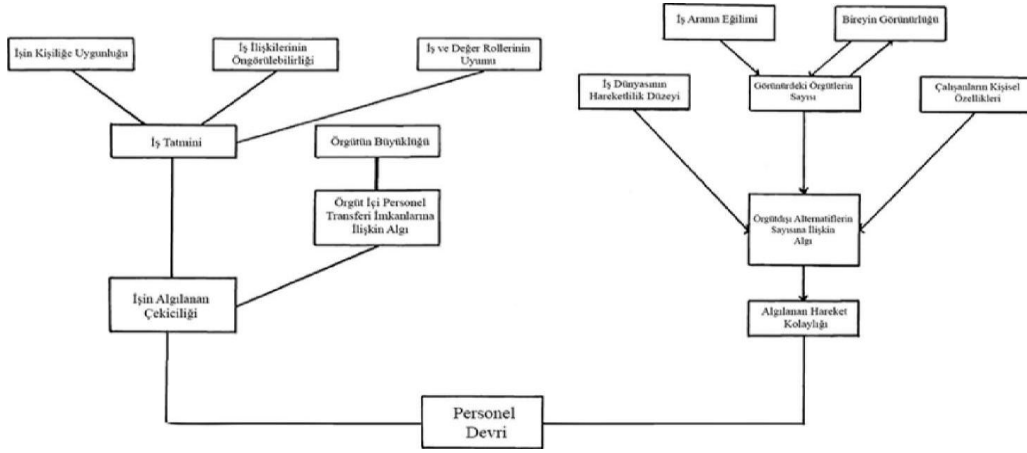 İş Arama Eğilimi
Bireyin Görünürlüğü
İşin Kişiliğe Uygunluğu
İş İlişkilerinin
Öngörülebilirliği
İş ve Değer Rollerinin
Uyumu
İş Dünyasının
Hareketlilik Düzeyi
Görünürdeki Örgütlerin
Sayısı
Çalışanların Kişisel
Özellikleri
İş Tatmini
Örgütün Büyüklüğü
Örgüt İçi Personel
Transferi İmkanlarına
İlişkin Algı
Örgütdışı Alternatiflerin
Sayısına İlişkin
Algı
İşin Algılanan
Çekiciliği
Algılanan Hareket
Kolaylığı
Personel
Devri